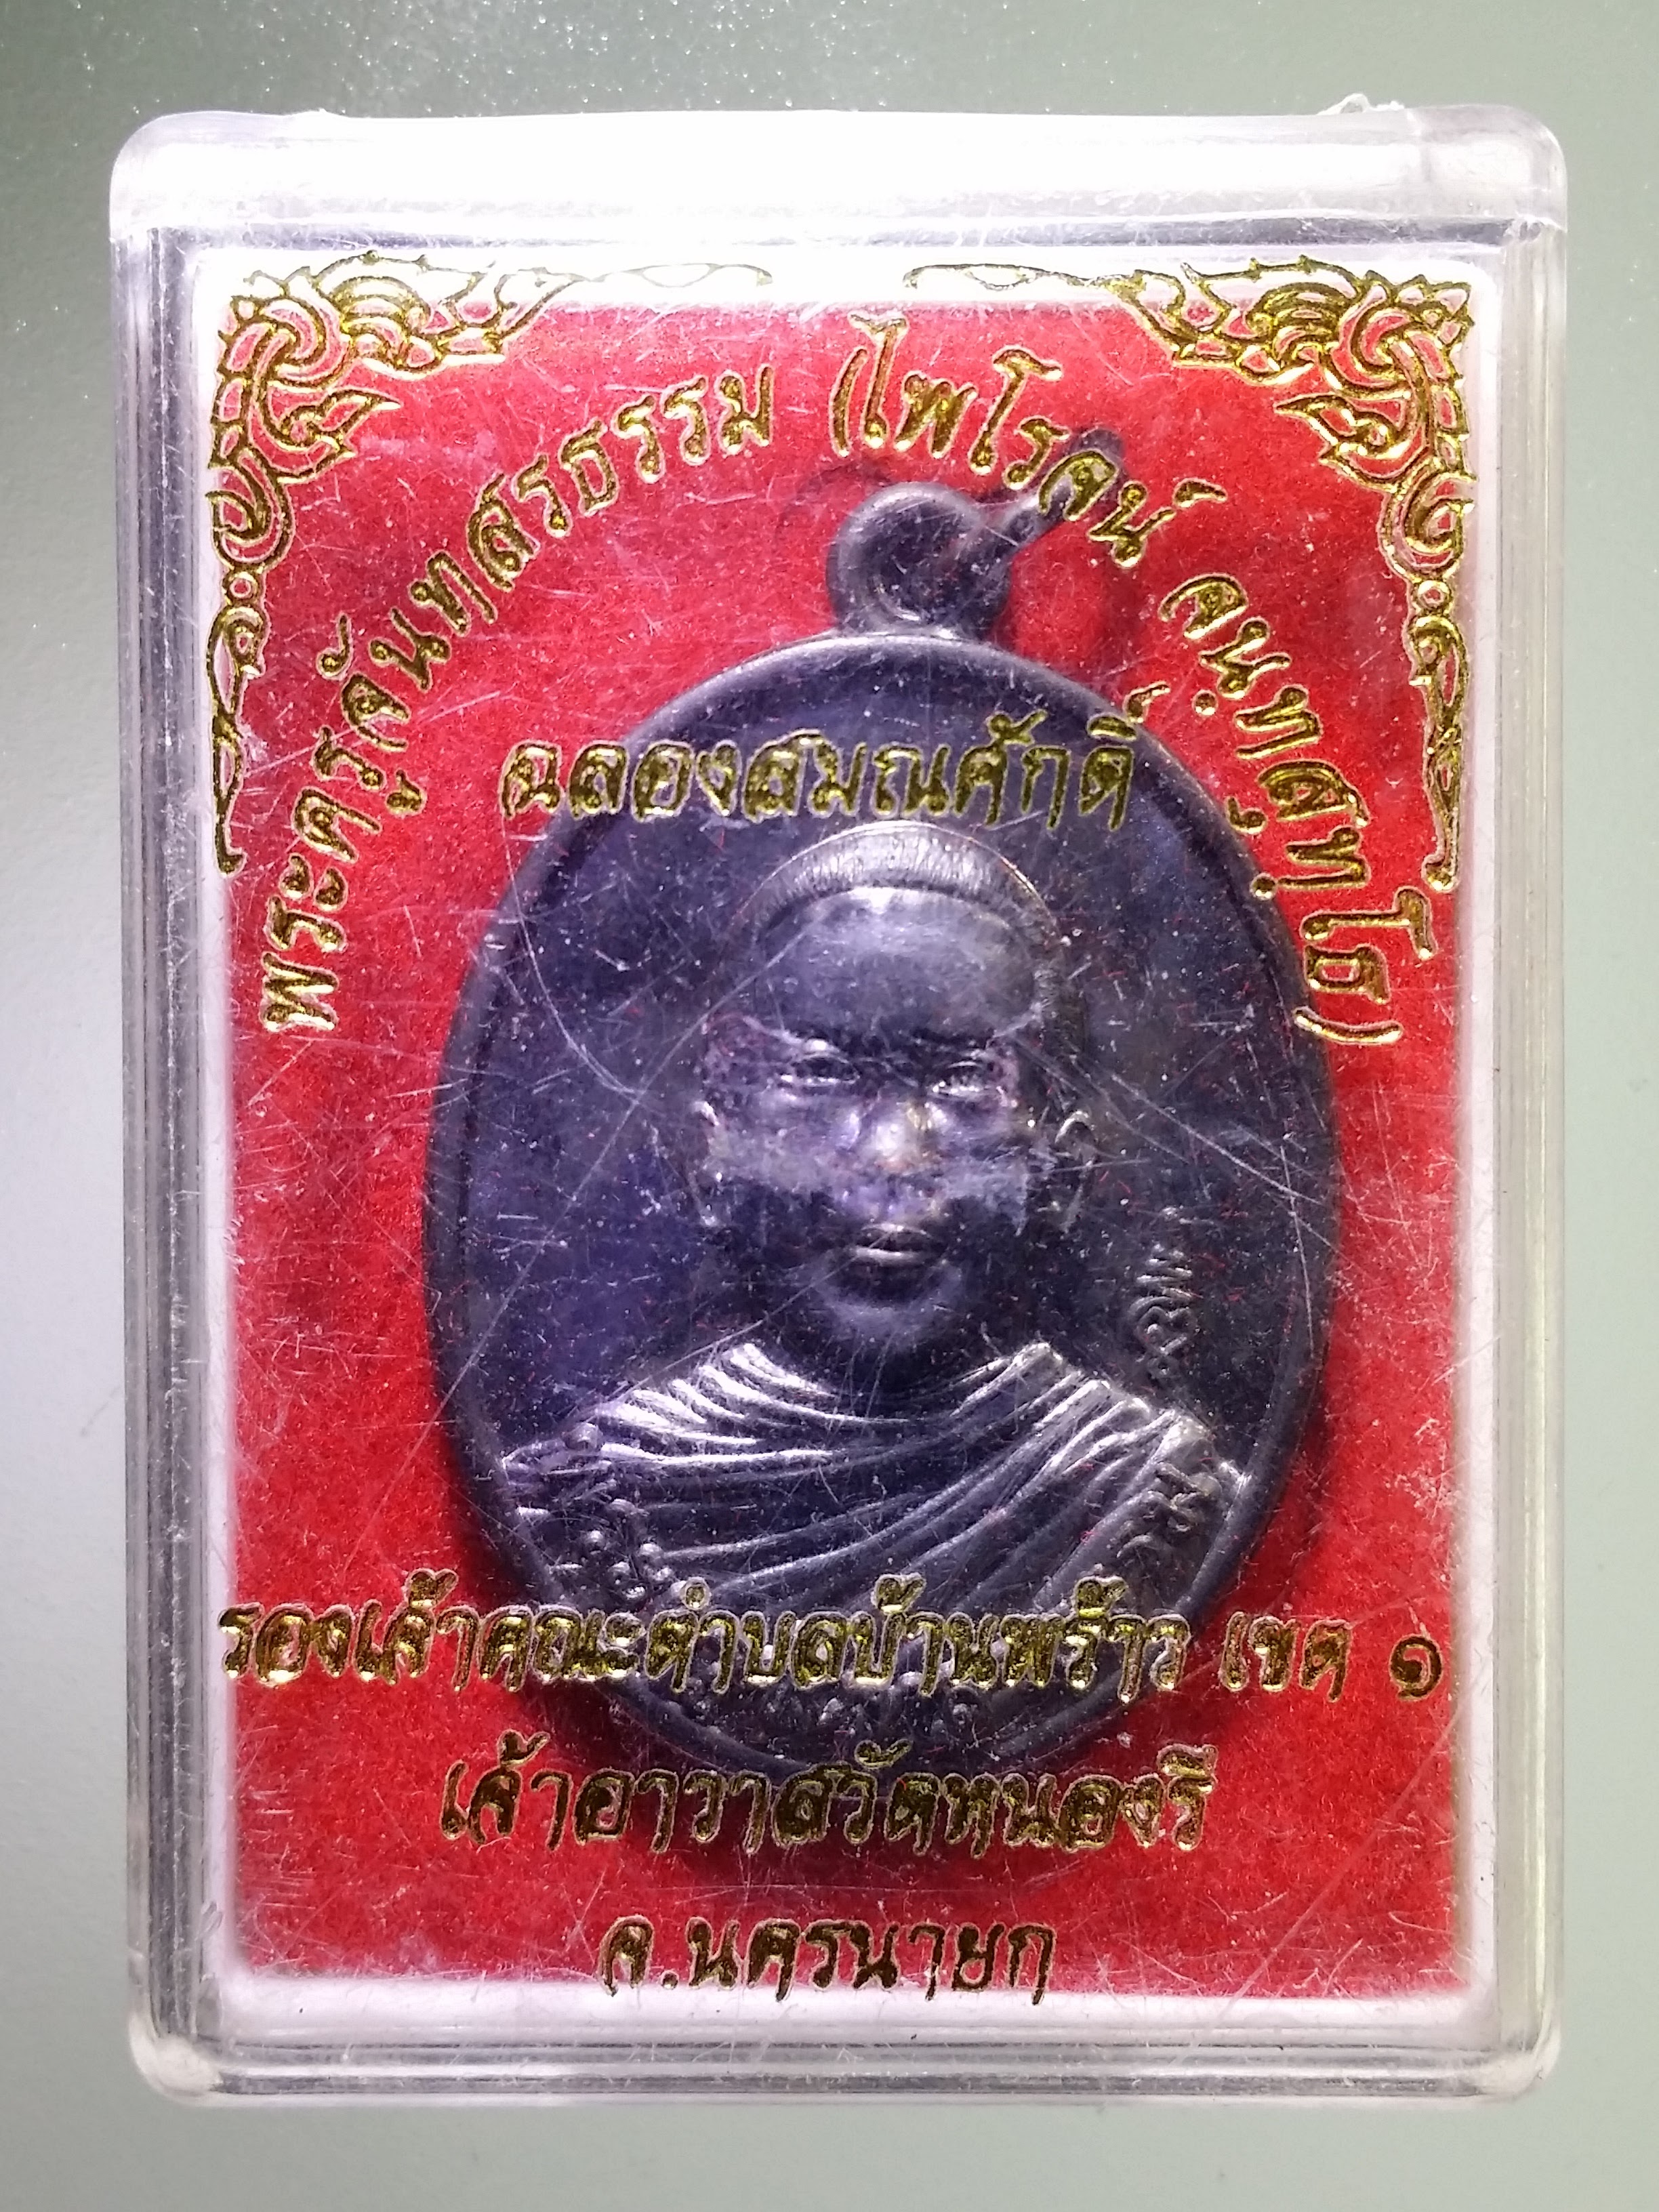 พระครูจันทสรธรรม (ไพโรจน์ จนฺทสุทฺโธ)
ฉลองสมณศักดิ์
รองเจ้าคณะตำบลบ้านพร้าว เขต ๑
เจ้าอาวาสวัดหนองรี
จ.นครนายก